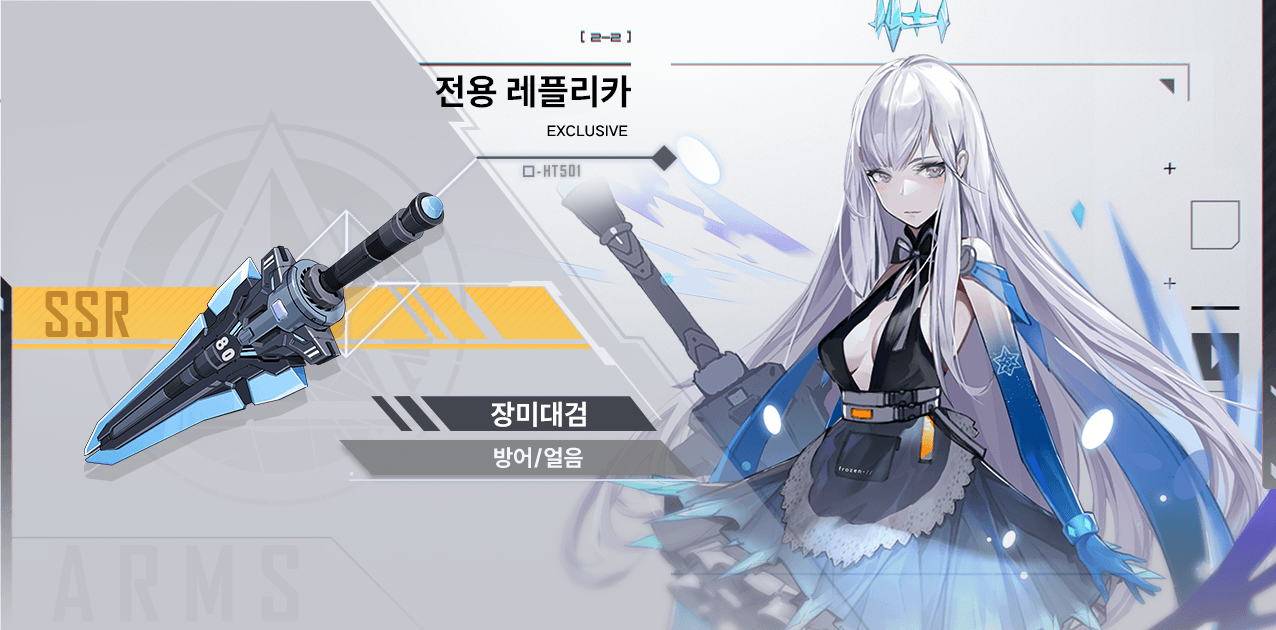 [ 2-2 ]
전용 레플리카
EXCLUSIVE
-HT501
SSR
80
장미대검
방어/얼음
frozen-//
ARMS